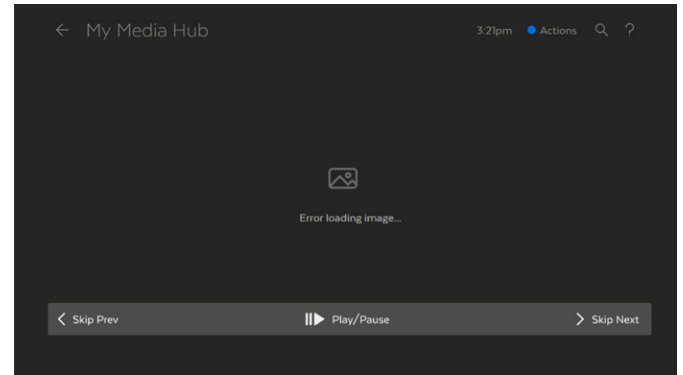 My Media Hub
3:21pm Actions ?
Error loading image...
Skip Prev Play/Pause Skip Next